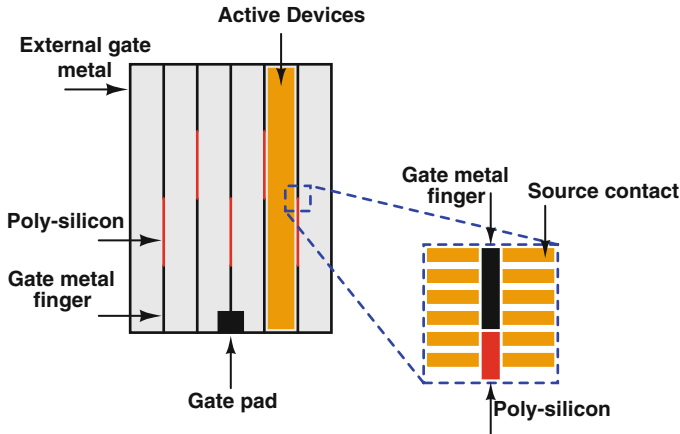 Active Devices
External gate
metal
Gate metal
finger
Source contact
Poly-silicon
Gate metal
finger
Gate pad
Poly-silicon